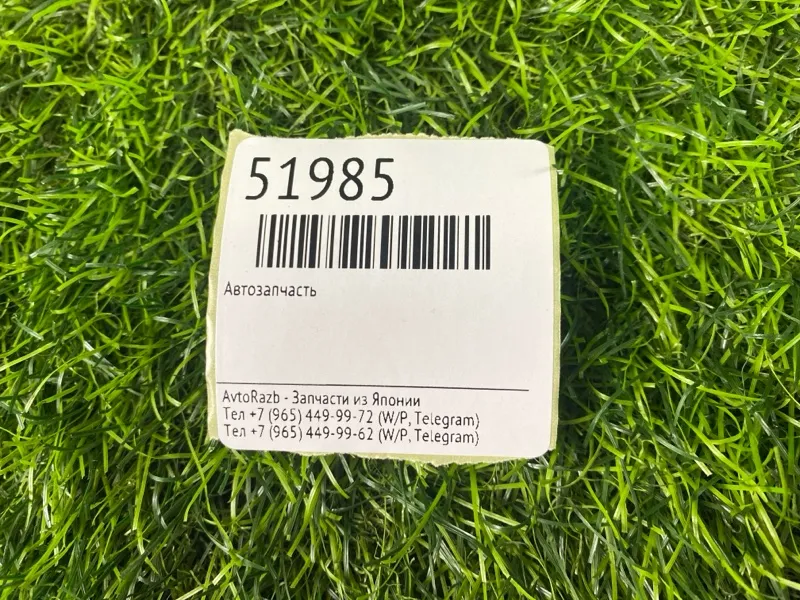 51985
Автозапчасть
AvtoRazb - Запчасти из Японии
Тел +7 (965) 449-99-72 (W/P, Telegram)
Тел +7 (965) 449-99-62 (W/P, Telegram)